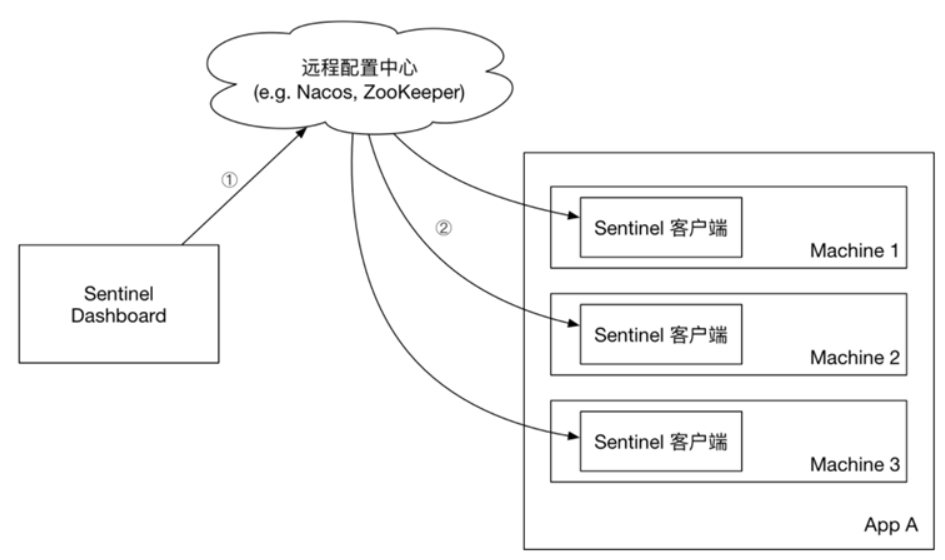 远程配置中心
(e.g. Nacos, ZooKeeper)
①
②
Sentinel
Dashboard
Sentinel 客户端
Machine 1
Sentinel 客户端
Machine 2
Sentinel 客户端
Machine 3
App A